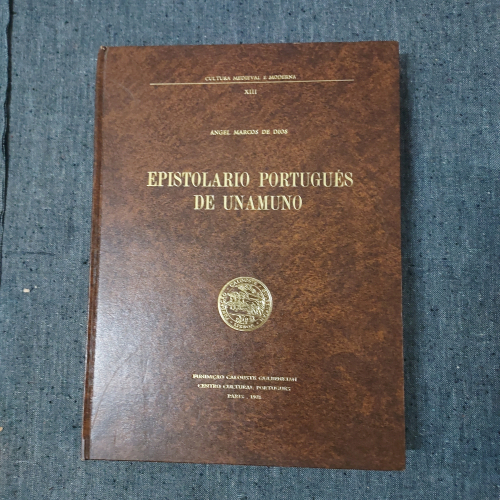 CULTURA MEDIEVAL E MODERNA
XIII
ANGEL MARCOS DE DIOS
EPISTOLARIO PORTUGUÉS
DE UNAMUNO
FUNDAÇÃO CALOUSTE GULBENKIAN
CENTRO CULTURAL PORTUGUÊS
PARIS